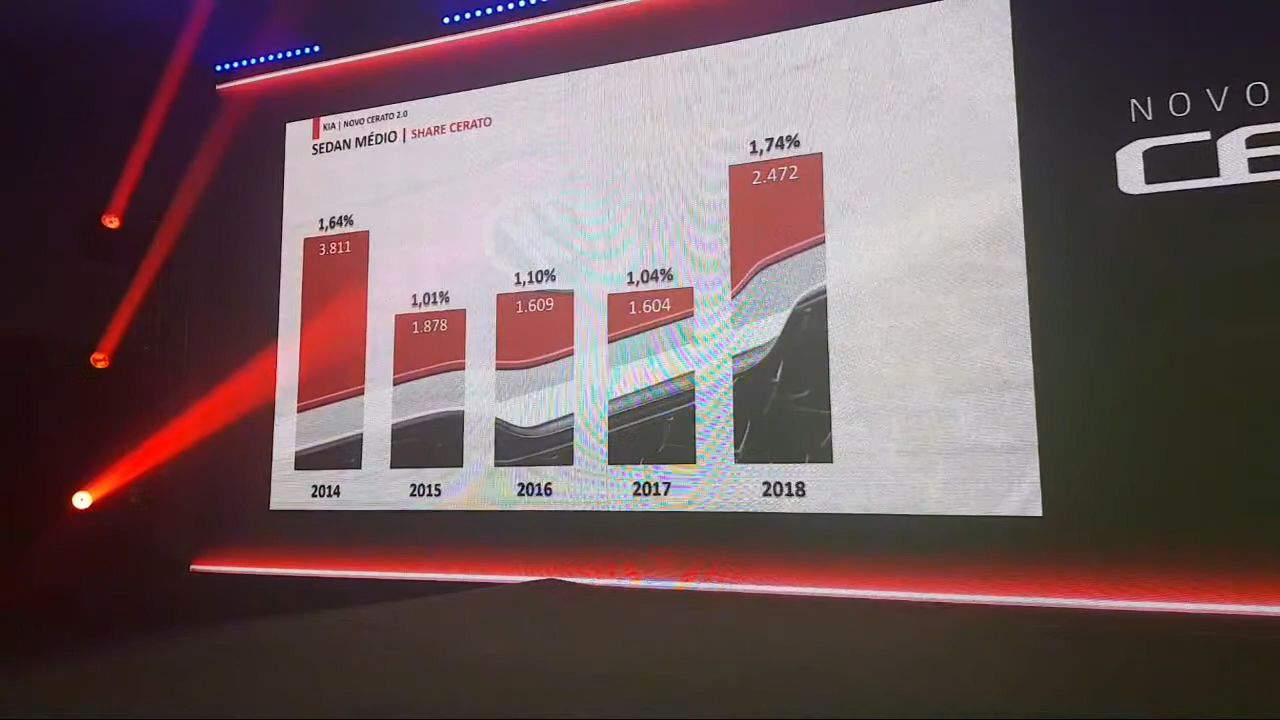 KIA | NOVO CERATO 2.0
SEDAN MÉDIO | SHARE CERATO
1,64%
3.811
1,01%
1.878
1,10%
1.609
1,04%
1.604
1,74%
2.472
2014 2015 2016 2017 2018
NOVO
CE